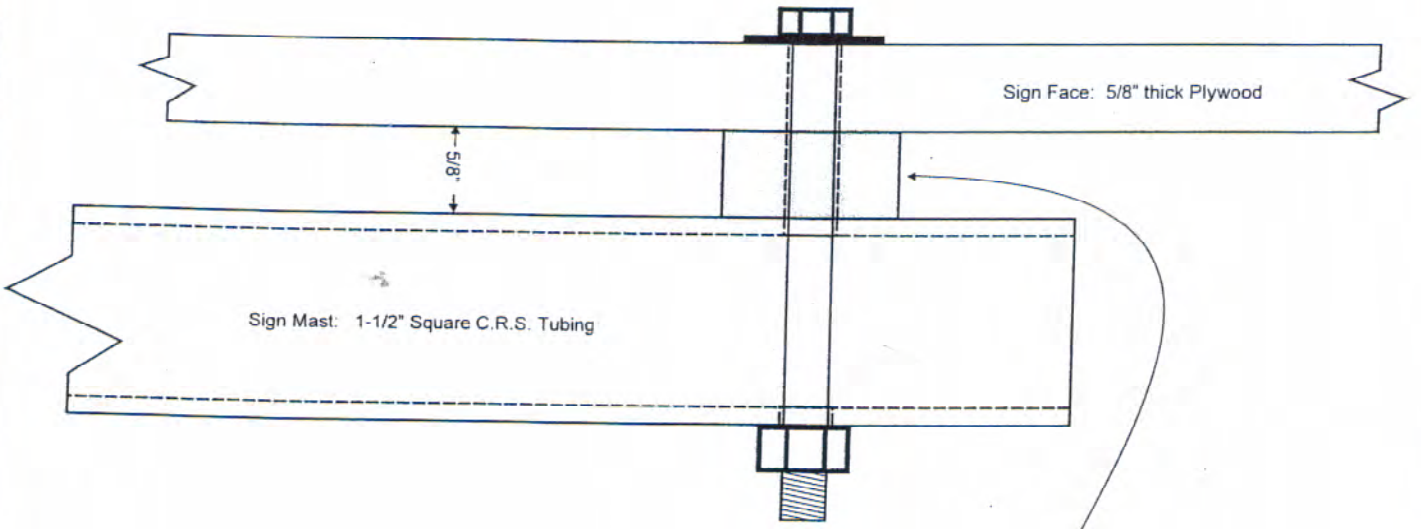 Sign Face: 5/8" thick Plywood
5/8"
Sign Mast: 1-1/2" Square C.R.S. Tubing